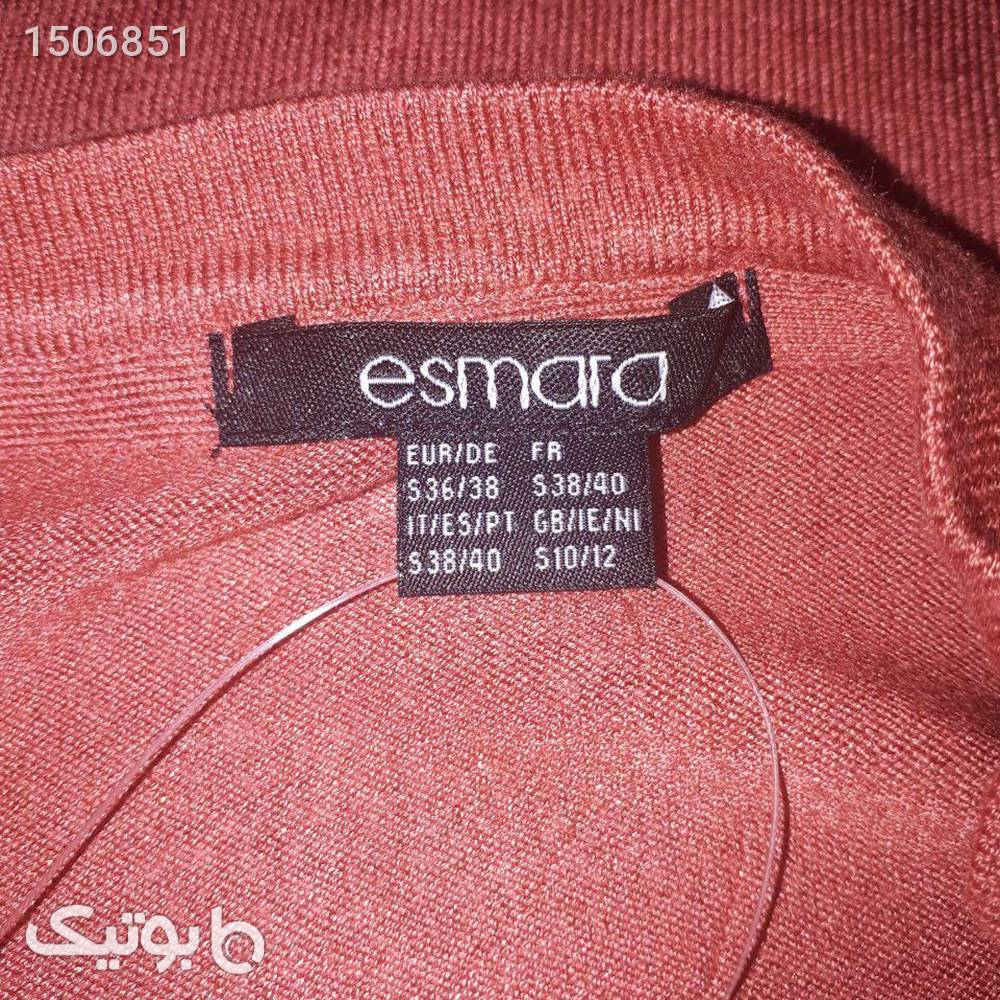 1506851
esmara
EUR/DE FR
S36/38 S38/40
IT/ES/PT GB/IE/NI
S38/40 S10/12
بوتیک